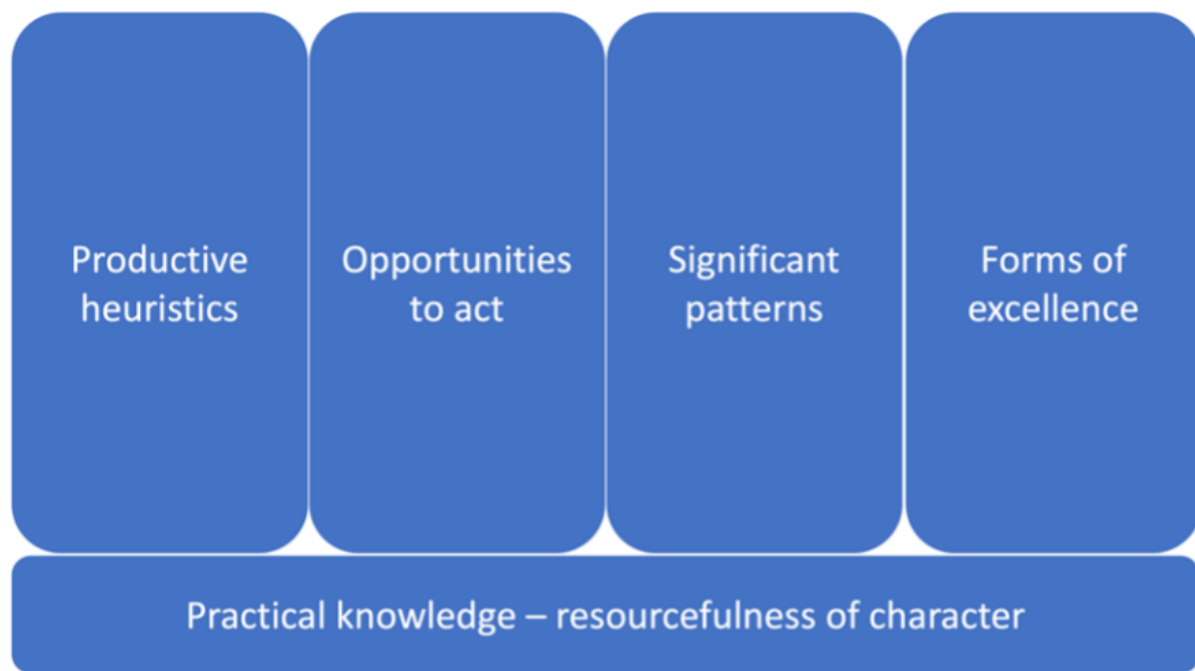 Productive
heuristics
Opportunities
to act
Significant
patterns
Forms of
excellence
Practical knowledge – resourcefulness of character